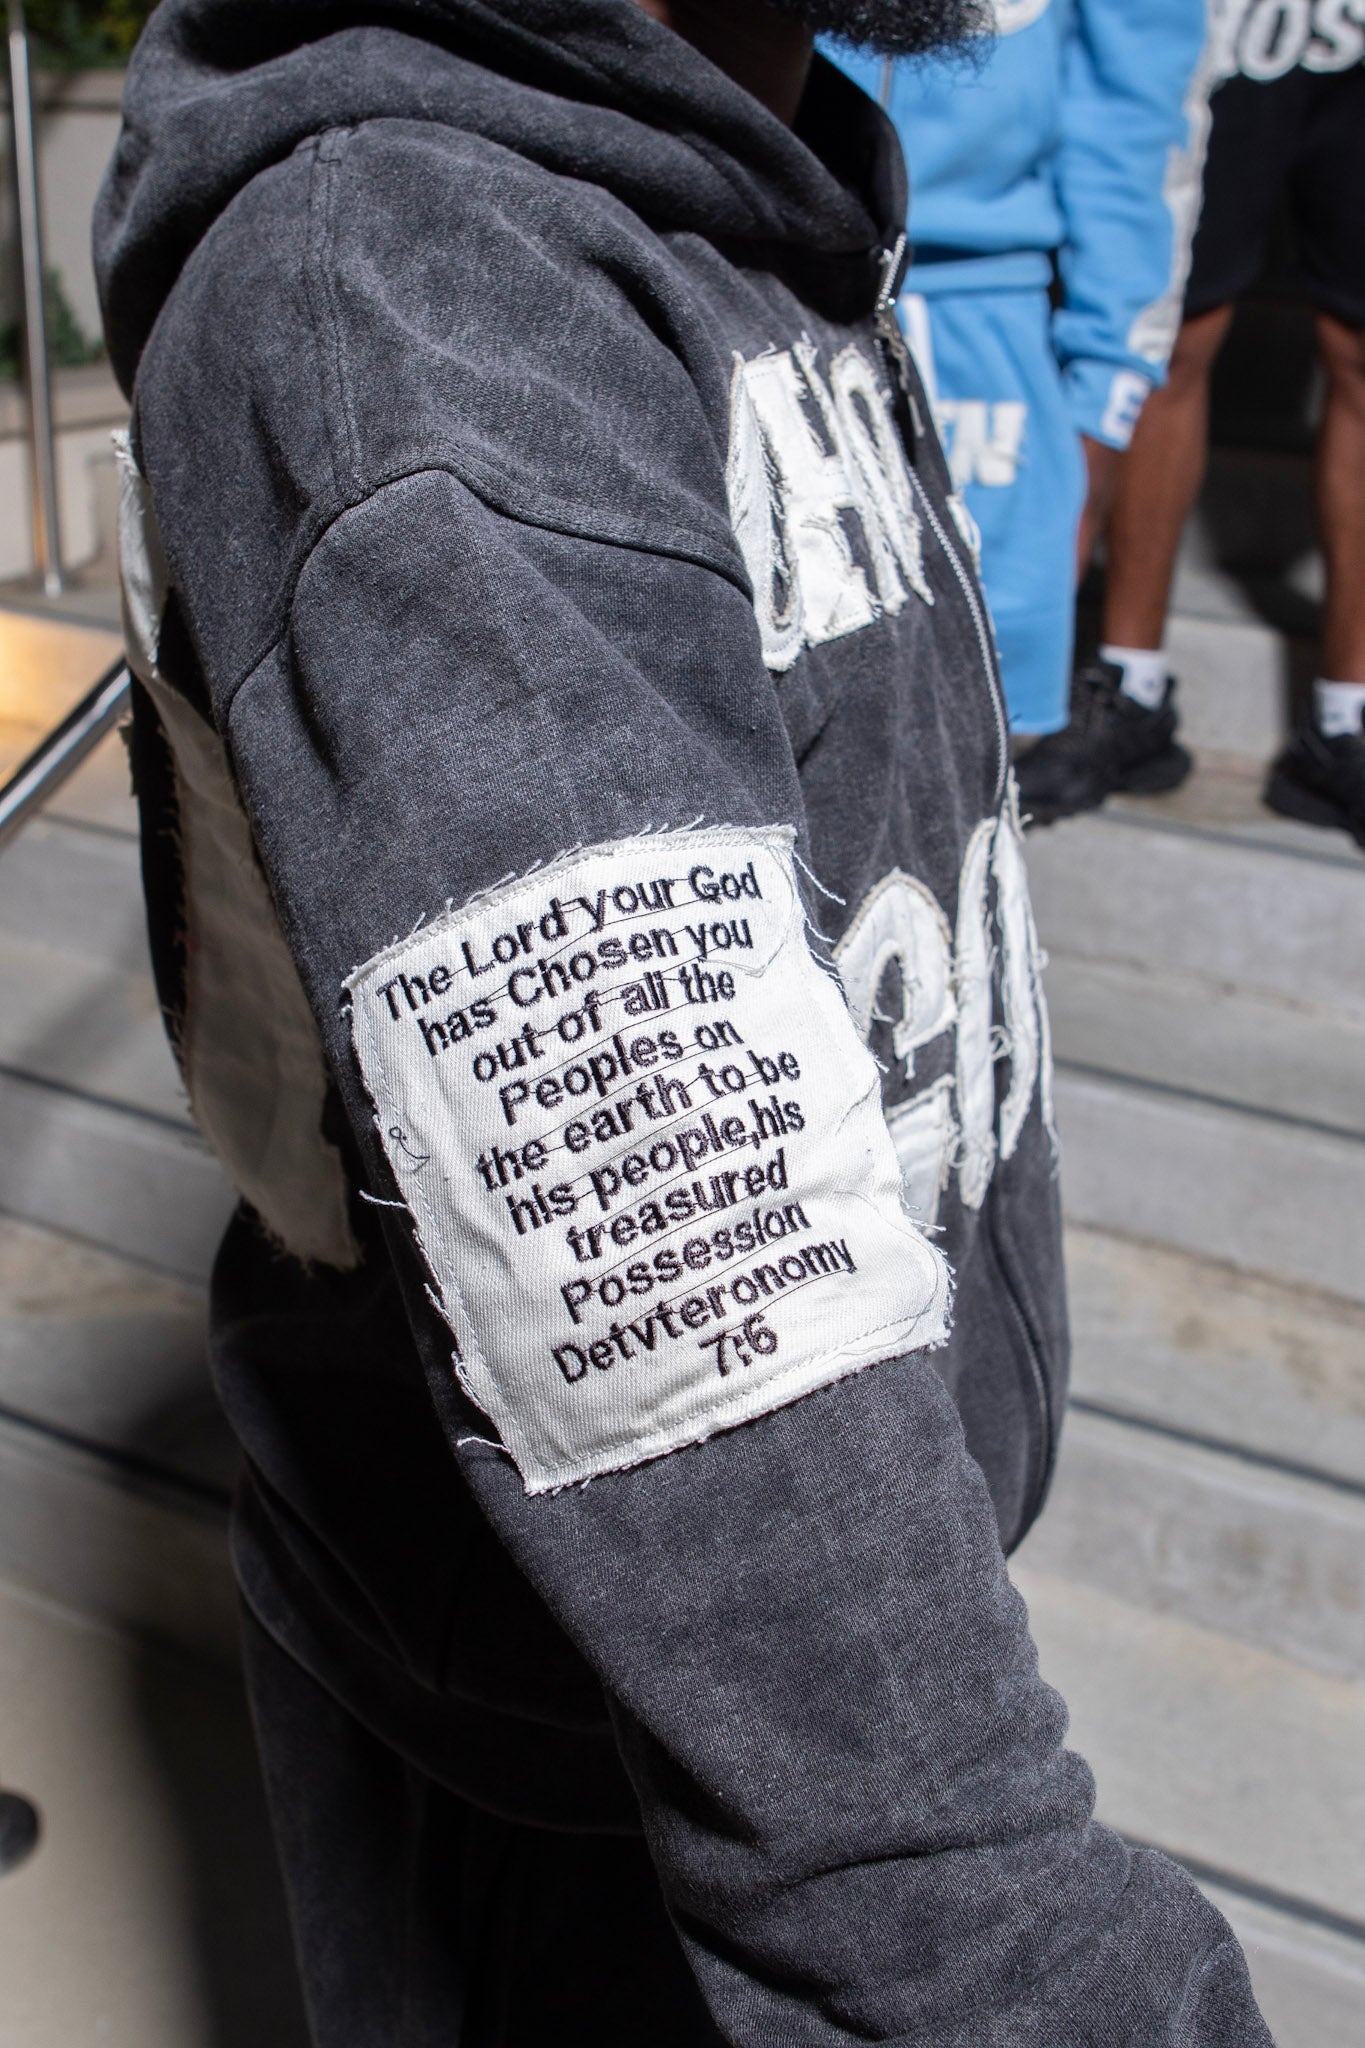 The Lord your God
has Chosen you
out of all the
Peoples on
the earth to be
his people,his
treasured
Possession
Detvteronomy
7:6